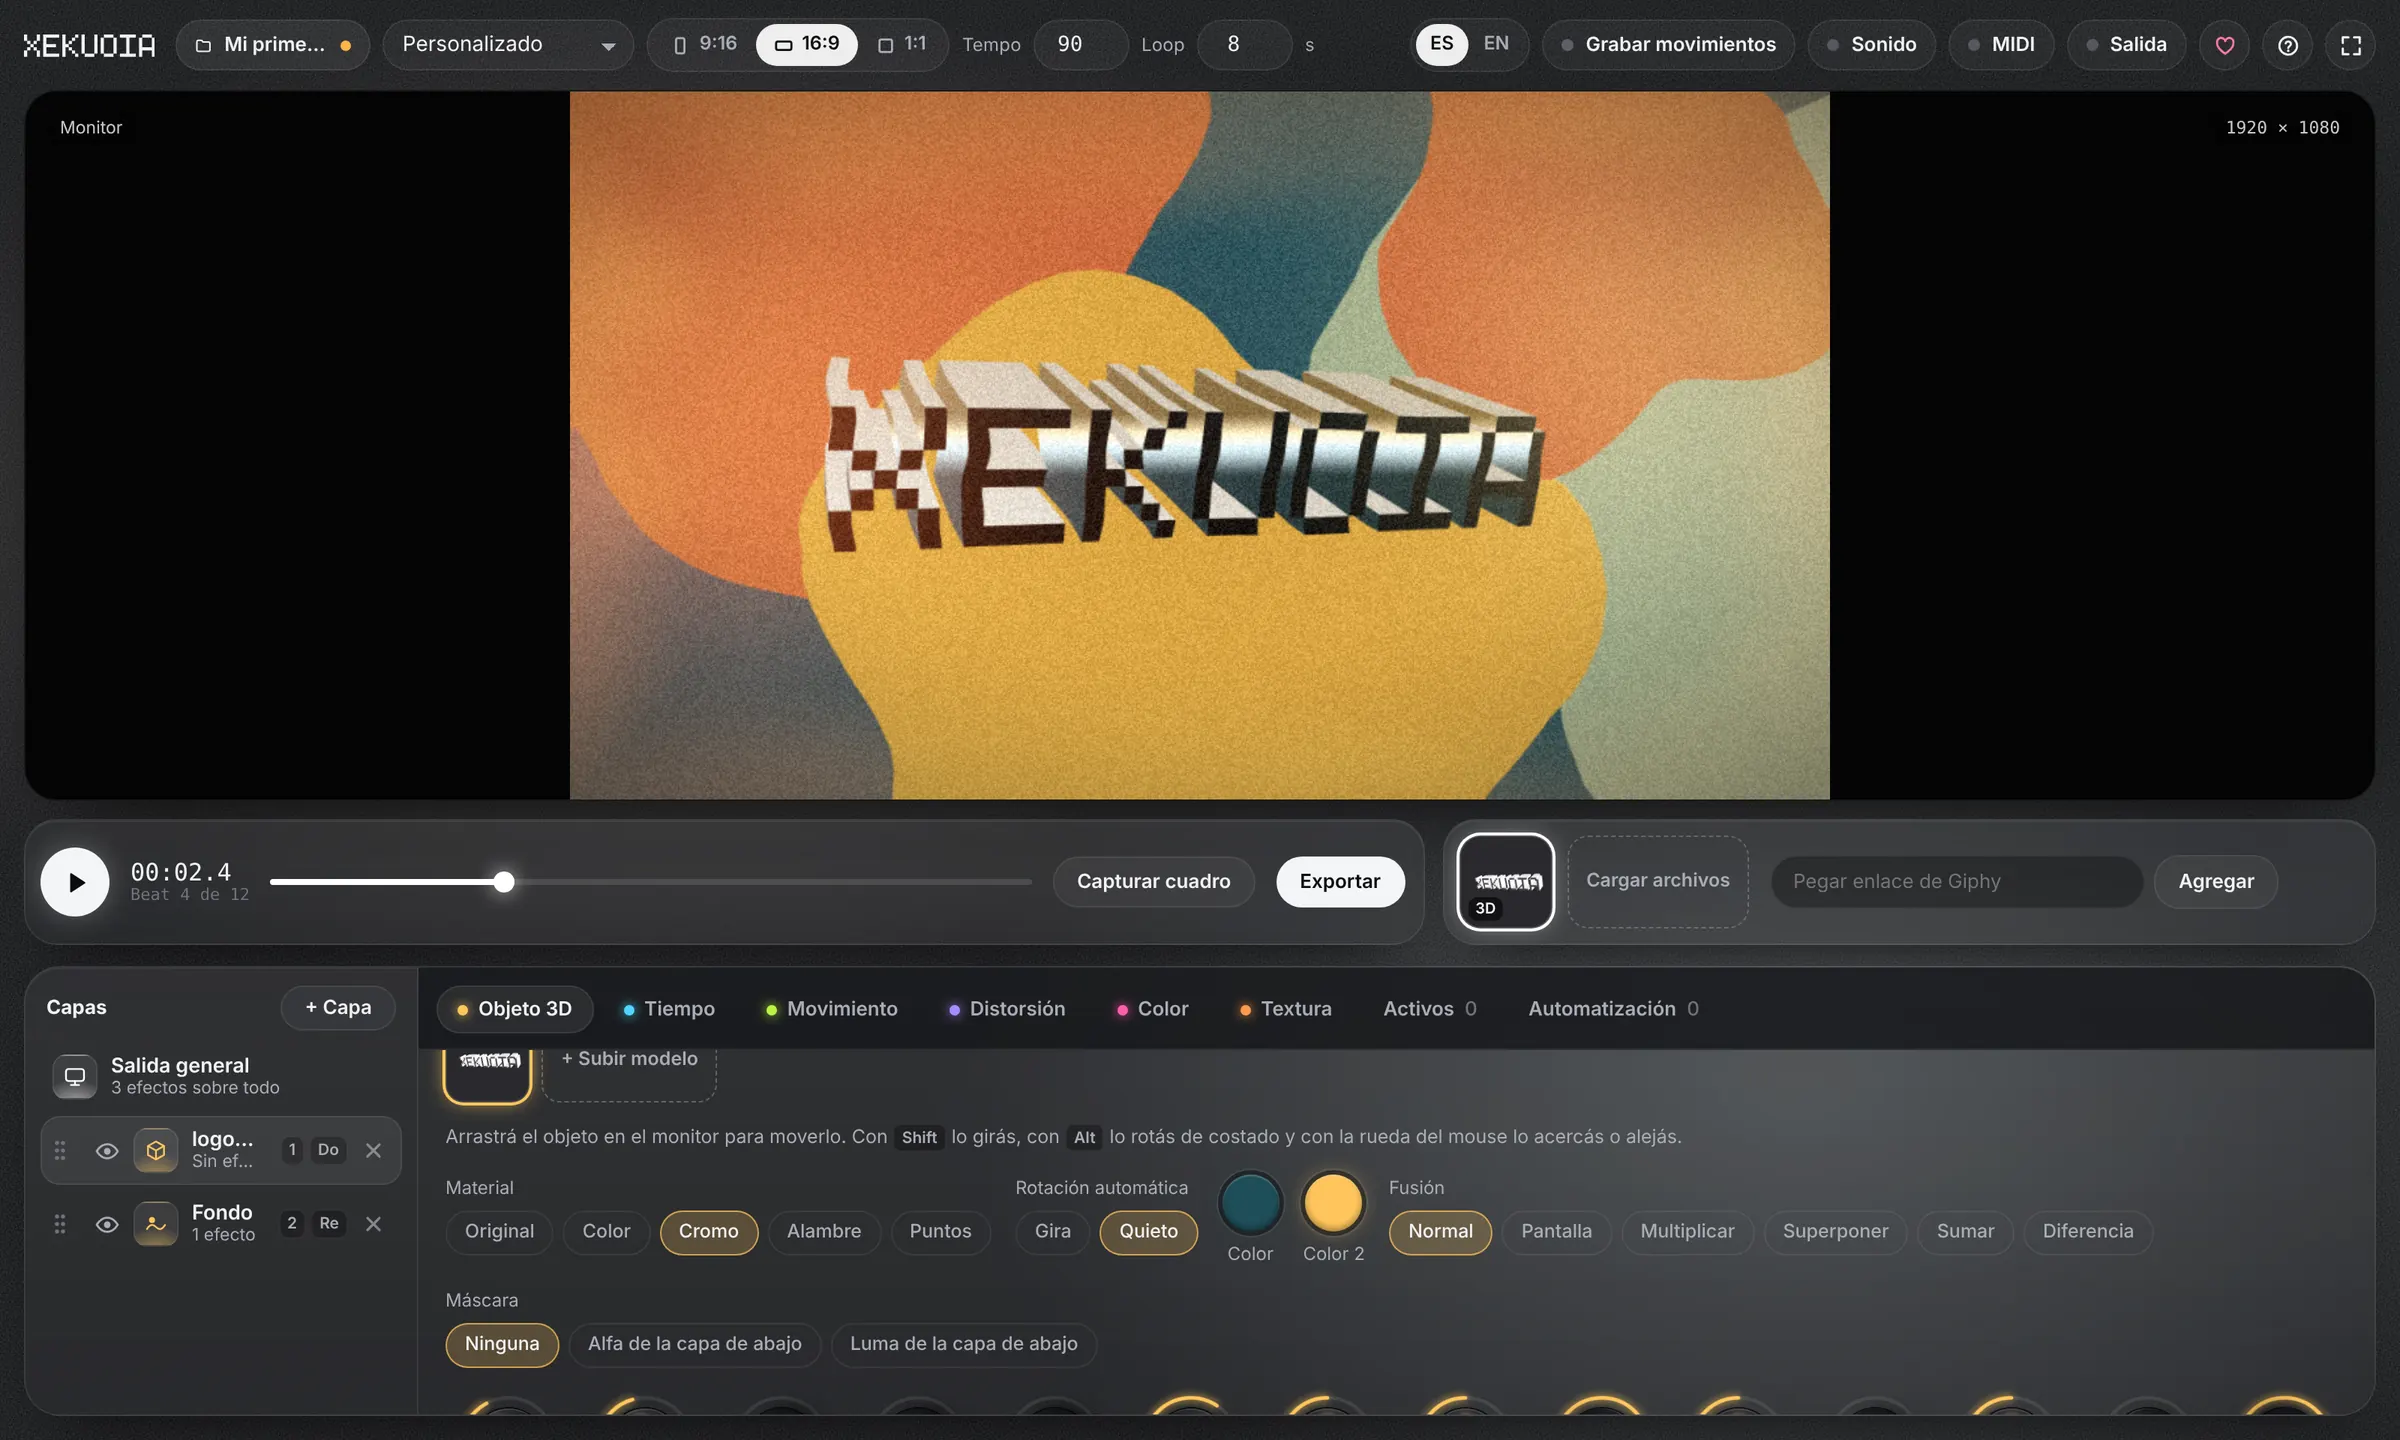 XEKUOIA
Mi prime...
Personalizado
9:16
16:9
1:1
Tempo
90
Loop
8
s
ES
EN
Grabar movimientos
Sonido
MIDI
Salida
Monitor
1920 × 1080
XEKUOIA
00:02.4
Beat 4 de 12
Capturar cuadro
Exportar
XEKUOIA
3D
Cargar archivos
Pegar enlace de Giphy
Agregar
Capas
+ Capa
Salida general
3 efectos sobre todo
logo...
Sin ef...
1
Do
Fondo
1 efecto
2
Re
Objeto 3D
Tiempo
Movimiento
Distorsión
Color
Textura
Activos 0
Automatización 0
XEKUOIA
+ Subir modelo
Arrastrá el objeto en el monitor para moverlo. Con Shift lo girás, con Alt lo rotás de costado y con la rueda del mouse lo acercás o alejás.
Material
Original
Color
Cromo
Alambre
Puntos
Rotación automática
Gira
Quieto
Color
Color 2
Fusión
Normal
Pantalla
Multiplicar
Superponer
Sumar
Diferencia
Máscara
Ninguna
Alfa de la capa de abajo
Luma de la capa de abajo